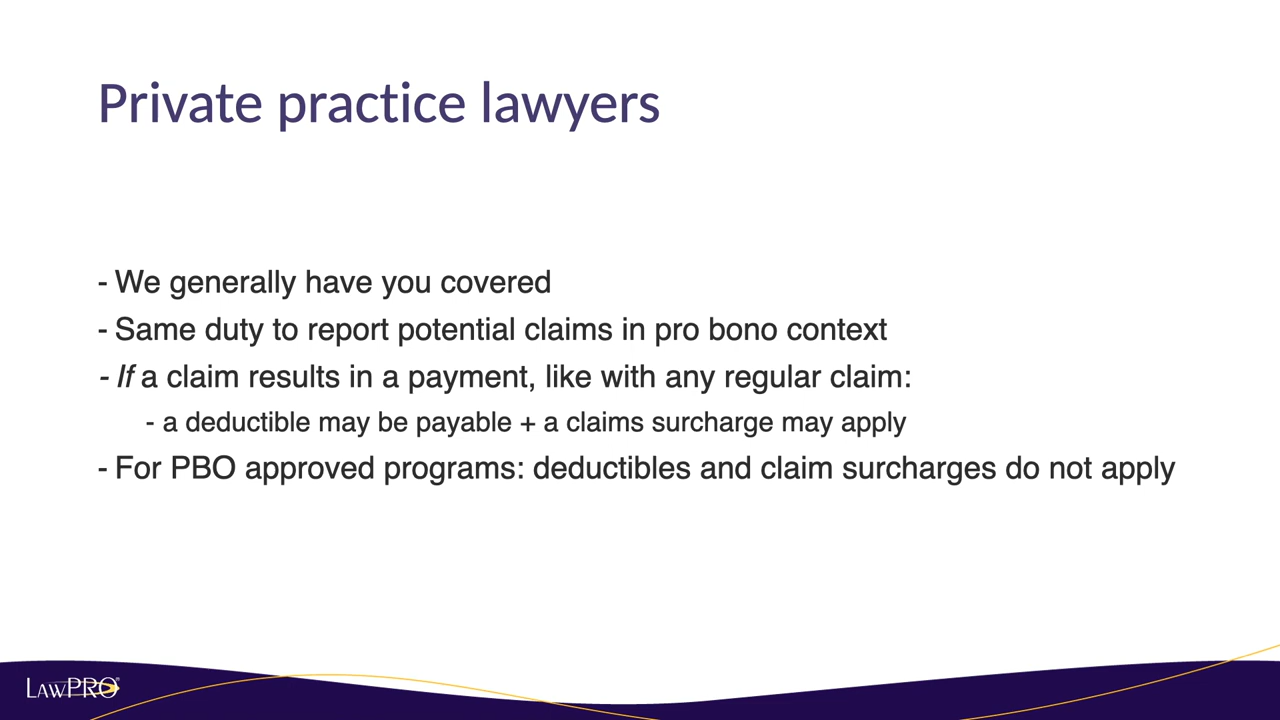 Private practice lawyers
- We generally have you covered
- Same duty to report potential claims in pro bono context
- If a claim results in a payment, like with any regular claim:
- a deductible may be payable + a claims surcharge may apply
- For PBO approved programs: deductibles and claim surcharges do not apply
LAWPRO®